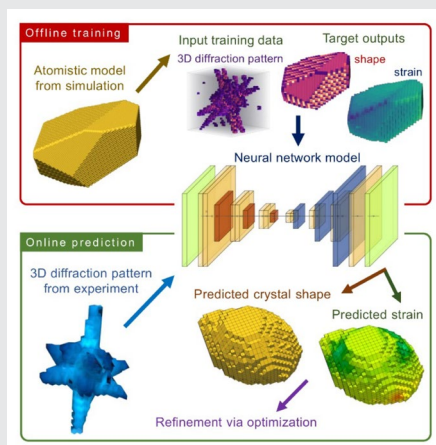 Offline training
Input training data
Target outputs
3D diffraction pattern
shape
Atomistic model
from simulation
strain
Neural network model
Online prediction
3D diffraction pattern
from experiment
Predicted crystal shape
Predicted strain
Refinement via optimization